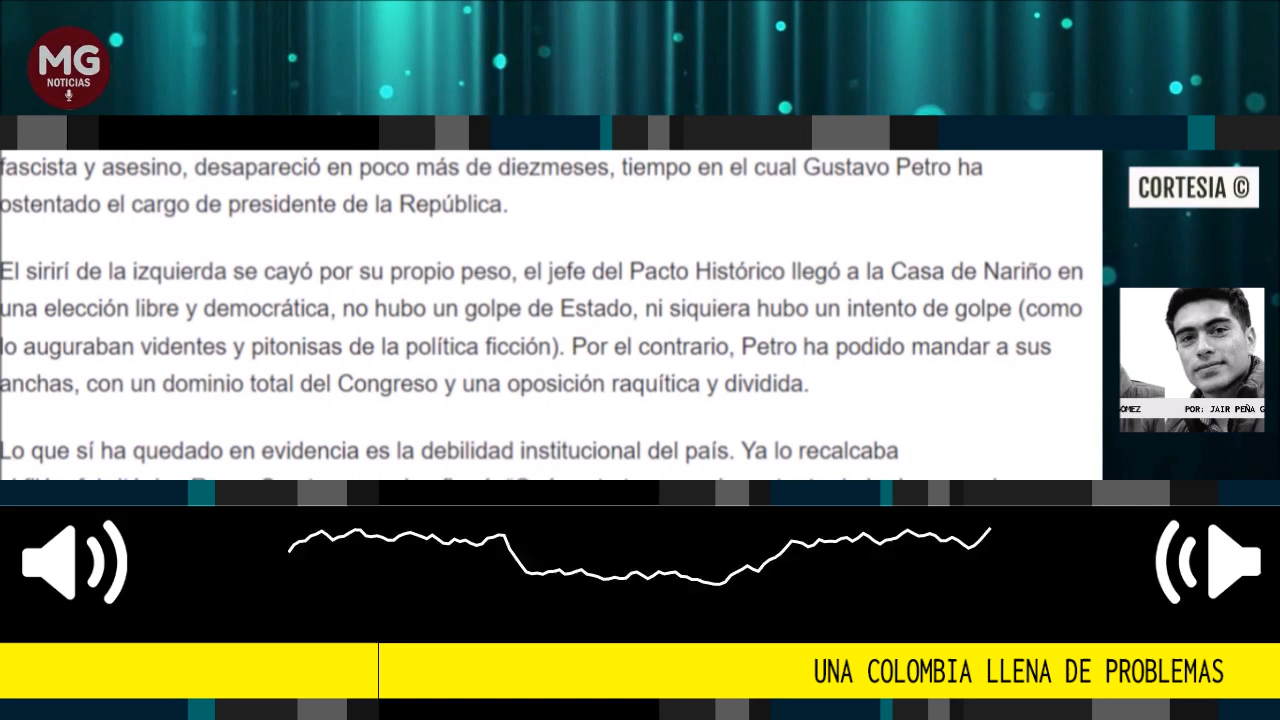 MG
NOTICIAS
fascista y asesino, desapareció en poco más de diezmeses, tiempo en el cual Gustavo Petro ha
ostentado el cargo de presidente de la República.
El sirirí de la izquierda se cayó por su propio peso, el jefe del Pacto Histórico llegó a la Casa de Nariño en
una elección libre y democrática, no hubo un golpe de Estado, ni siquiera hubo un intento de golpe (como
lo auguraban videntes y pitonisas de la política ficción). Por el contrario, Petro ha podido mandar a sus
anchas, con un dominio total del Congreso y una oposición raquítica y dividida.
Lo que sí ha quedado en evidencia es la debilidad institucional del país. Ya lo recalcaba
CORTESIA ©
ÓMEZ POR: JAIR PEÑA G
UNA COLOMBIA LLENA DE PROBLEMAS